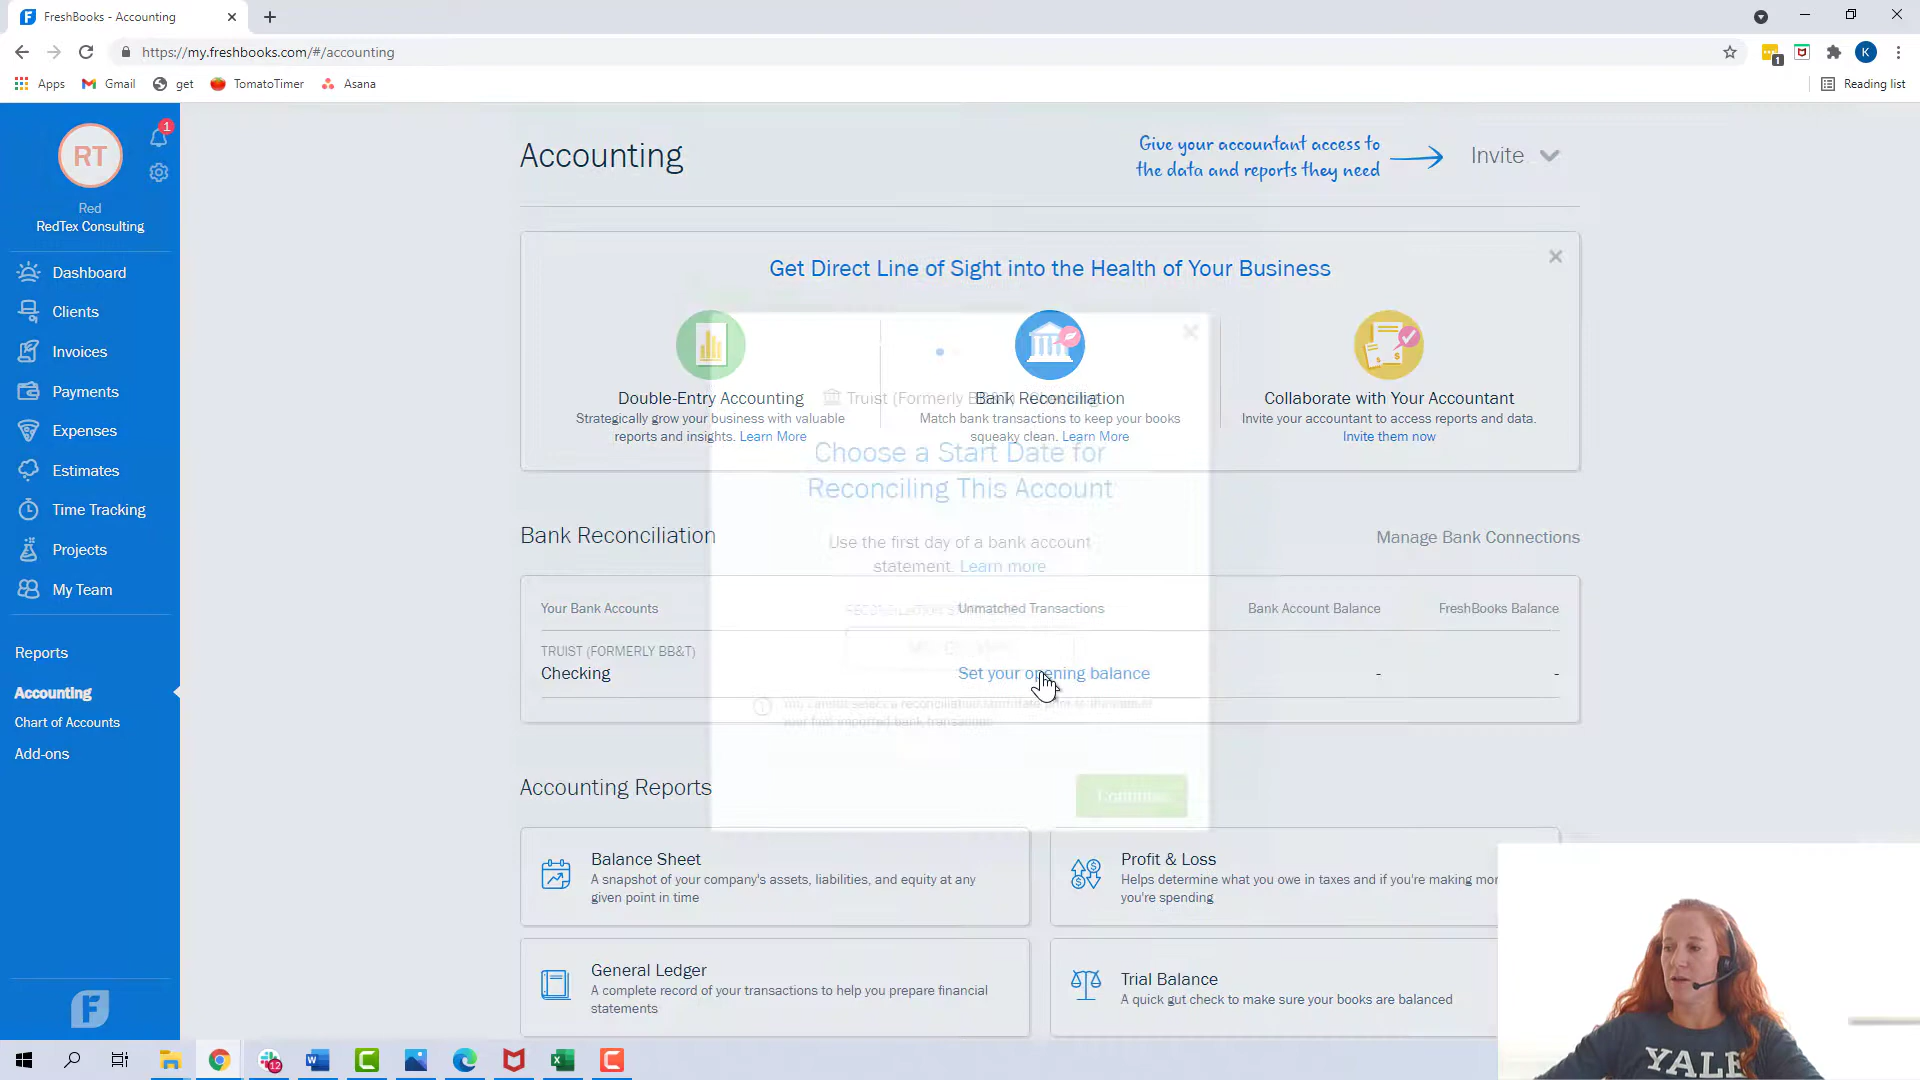 FreshBooks - Accounting
https://my.freshbooks.com/#/accounting
1
K
Apps
Gmail
get
TomatoTimer
Asana
Reading list
RT
1
Red
RedTex Consulting
Dashboard
Clients
Invoices
Payments
Expenses
Estimates
Time Tracking
Projects
My Team
Reports
Accounting
Chart of Accounts
Add-ons
Accounting
Give your accountant access to
the data and reports they need
Invite
Get Direct Line of Sight into the Health of Your Business
Double-Entry Accounting
Strategically grow your business with valuable
reports and insights. Learn More
Bank Reconciliation
Match bank transactions to keep your books
squeaky clean. Learn More
Collaborate with Your Accountant
Invite your accountant to access reports and data.
Invite them now
Truist (Formerly
Choose a Start Date for
Reconciling This Account
Use the first day of a bank account
statement. Learn more
Continue
Bank Reconciliation
Manage Bank Connections
Your Bank Accounts
Unmatched Transactions
Bank Account Balance
FreshBooks Balance
TRUIST (FORMERLY BB&T)
Checking
Set your opening balance
-
-
Accounting Reports
Balance Sheet
A snapshot of your company's assets, liabilities, and equity at any
given point in time
Profit & Loss
Helps determine what you owe in taxes and if you're making mor
you're spending
General Ledger
A complete record of your transactions to help you prepare financial
statements
Trial Balance
A quick gut check to make sure your books are balanced
YALE
12